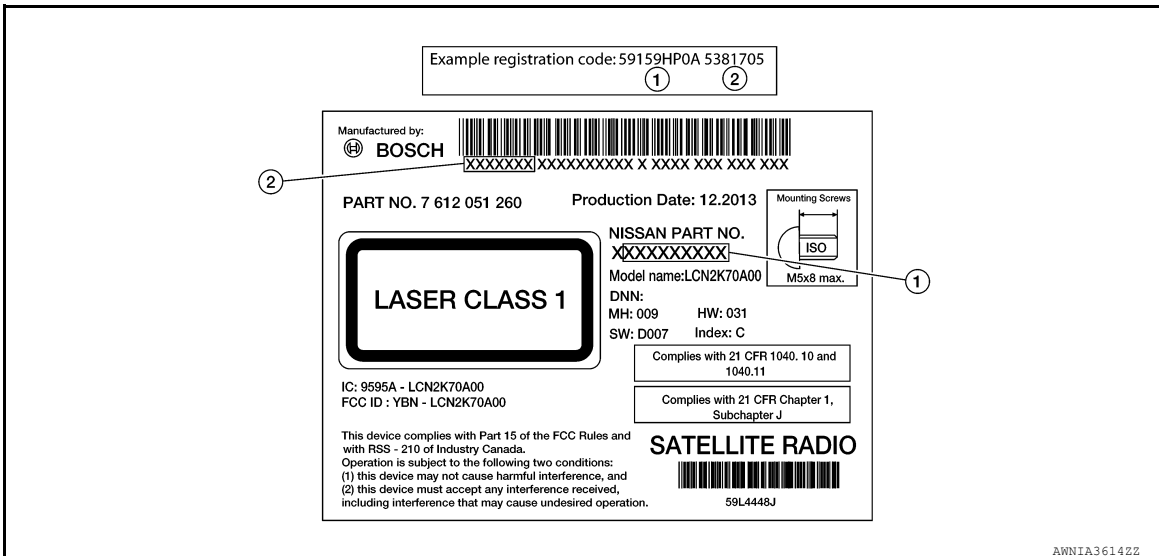 Example registration code: 59159HP0A 5381705
1 2
Manufactured by:
BOSCH
XXXXXXX XXXXXXXXXX X XXXX XXX XXX XXX
2
PART NO. 7 612 051 260
Production Date: 12.2013
Mounting Screws
ISO
M5x8 max.
NISSAN PART NO.
XXXXXXXXXX
1
Model name:LCN2K70A00
DNN:
MH: 009 HW: 031
SW: D007 Index: C
LASER CLASS 1
Complies with 21 CFR 1040. 10 and
1040.11
Complies with 21 CFR Chapter 1,
Subchapter J
IC: 9595A - LCN2K70A00
FCC ID : YBN - LCN2K70A00
This device complies with Part 15 of the FCC Rules and
with RSS - 210 of Industry Canada.
Operation is subject to the following two conditions:
(1) this device may not cause harmful interference, and
(2) this device must accept any interference received,
including interference that may cause undesired operation.
SATELLITE RADIO
59L4448J
AWNIA3614ZZ